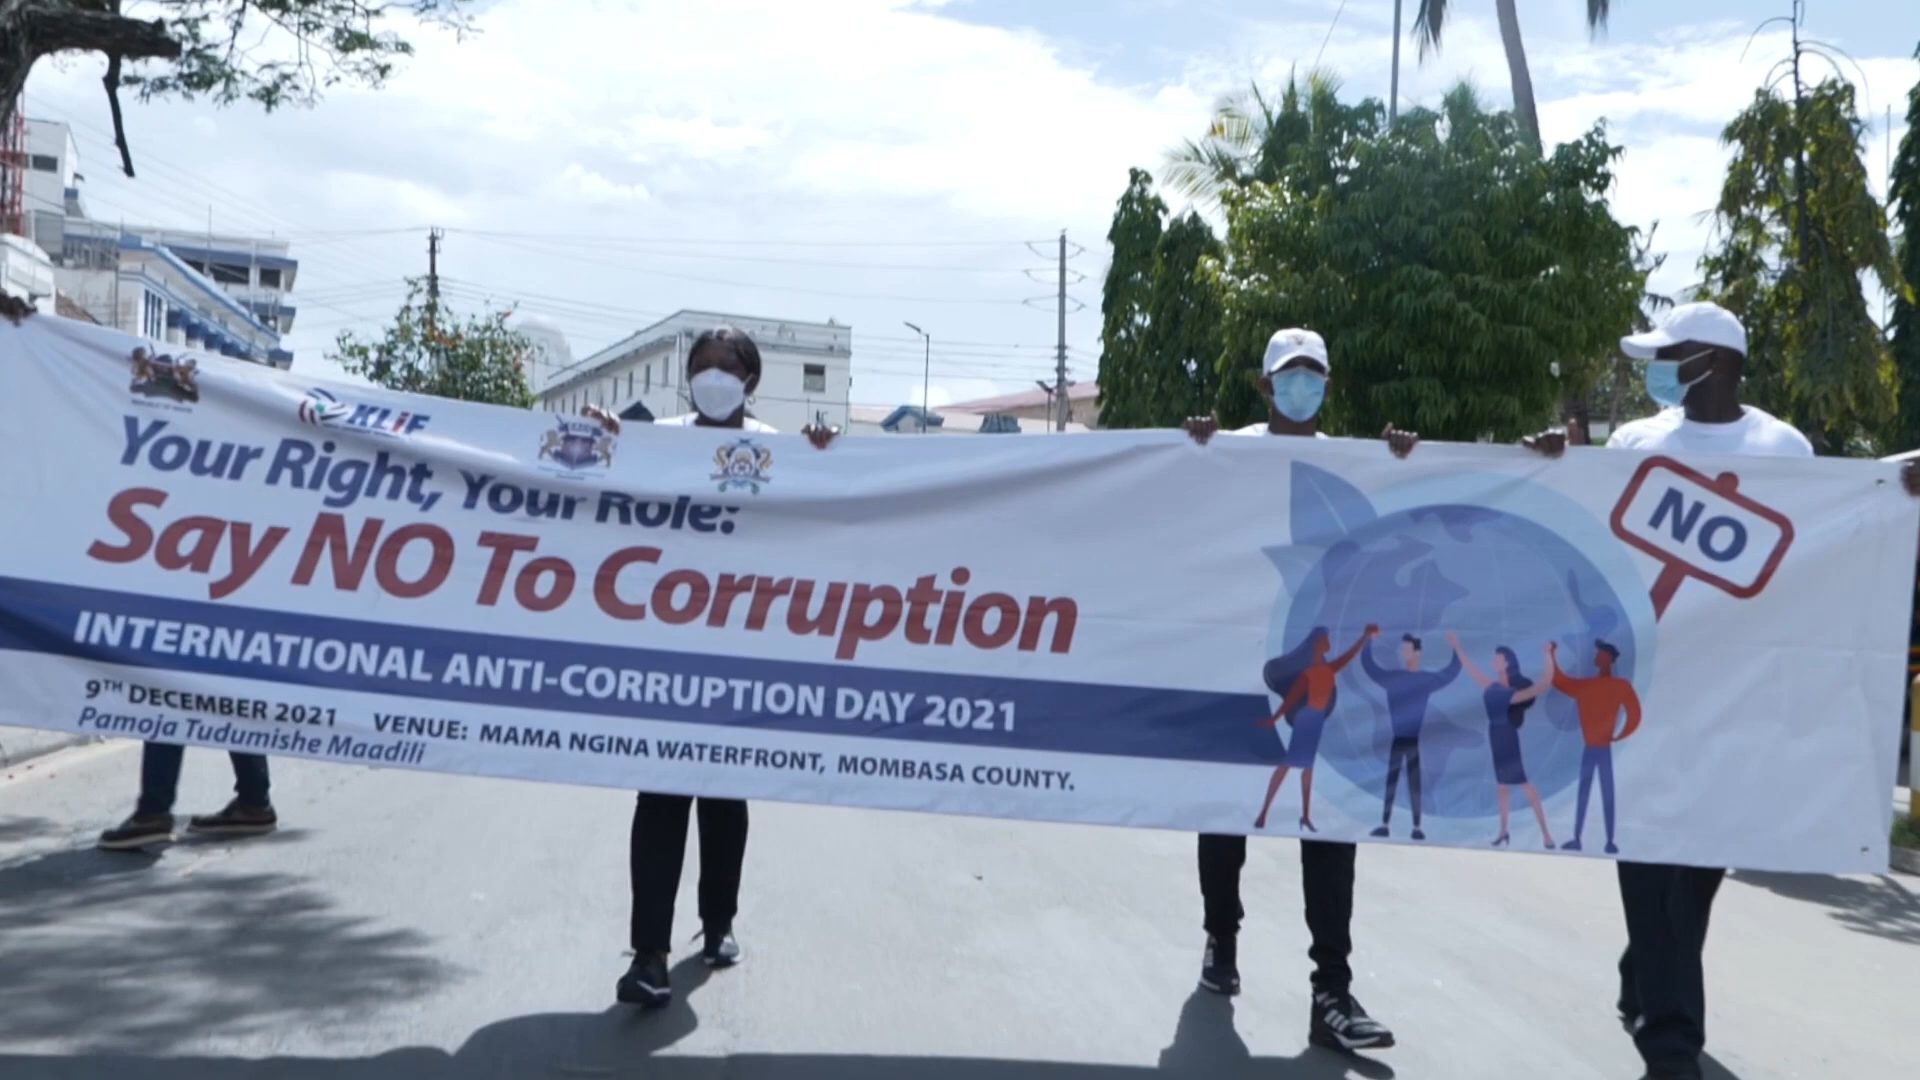 KLiF
Your Right, Your Role:
Say NO To Corruption
INTERNATIONAL ANTI-CORRUPTION DAY 2021
9TH DECEMBER 2021 VENUE: MAMA NGINA WATERFRONT, MOMBASA COUNTY.
Pamoja Tudumishe Maadili
NO